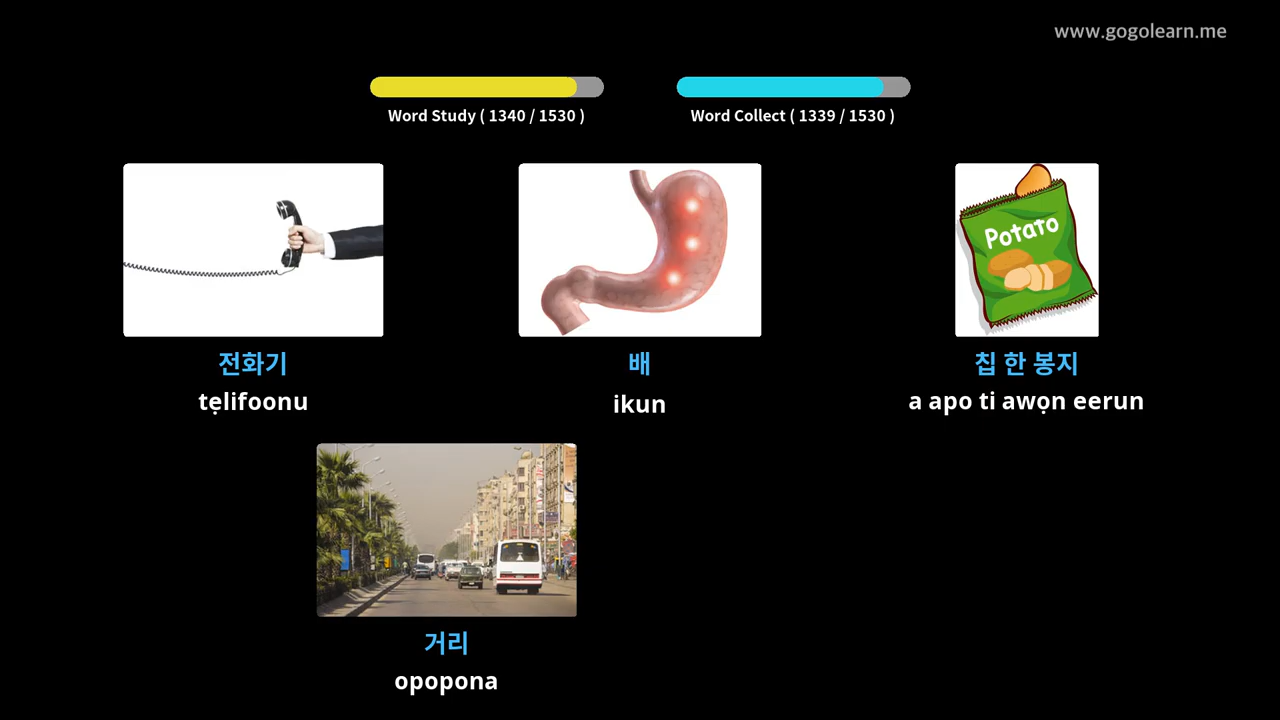 www.gogolearn.me
Word Study ( 1340 / 1530 )
Word Collect ( 1339 / 1530 )
Potato
전화기
tẹlifoonu
배
ikun
칩 한 봉지
a apo ti awọn eerun
거리
opopona